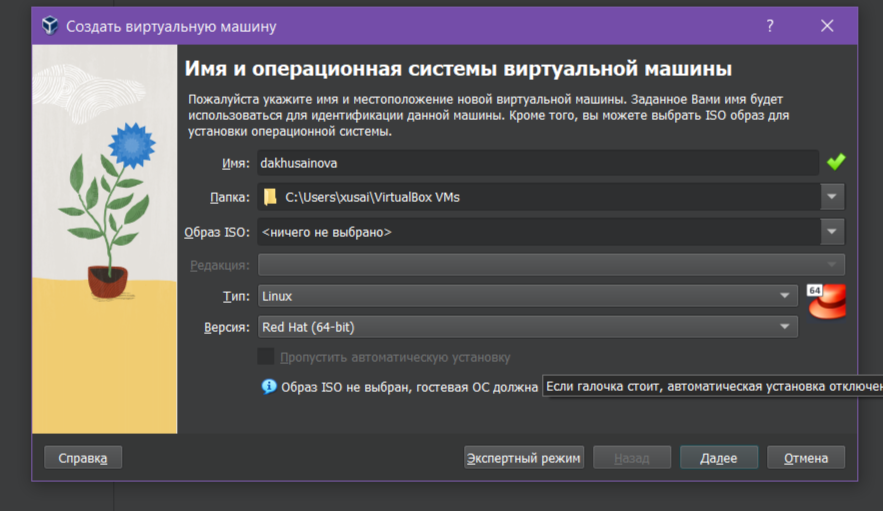 Создать виртуальную машину
?
Имя и операционная системы виртуальной машины
Пожалуйста укажите имя и местоположение новой виртуальной машины. Заданное Вами имя будет
использоваться для идентификации данной машины. Кроме того, вы можете выбрать ISO образ для
установки операционной системы.
Имя: dakhusainova
Папка: C:\Users\xusai\VirtualBox VMs
Образ ISO: <ничего не выбрано>
Редакция:
Тип: Linux
64
Версия: Red Hat (64-bit)
Пропустить автоматическую установку
Образ ISO не выбран, гостевая ОС должна
Если галочка стоит, автоматическая установка отключен
Справка Экспертный режим Назад Далее Отмена